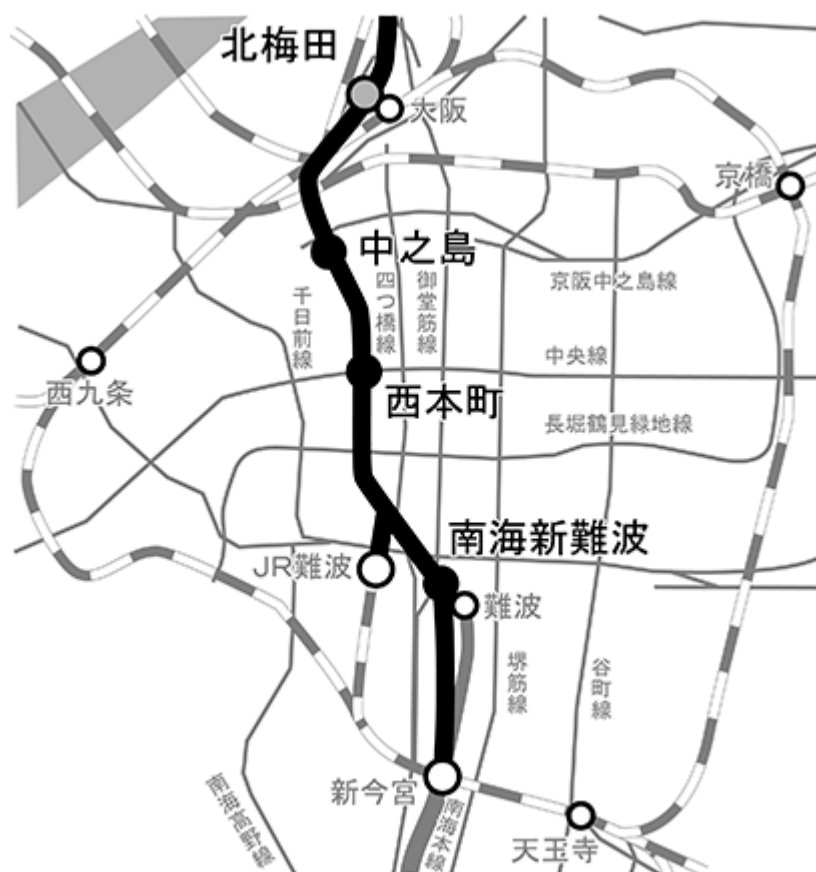 北梅田
大阪
京橋
中之島
京阪中之島線
千日前線
四つ橋線
御堂筋線
中央線
西九条
西本町
長堀鶴見緑地線
南海新難波
JR難波
難波
堺筋線
谷町線
新今宮
南海高野線
南海本線
天王寺